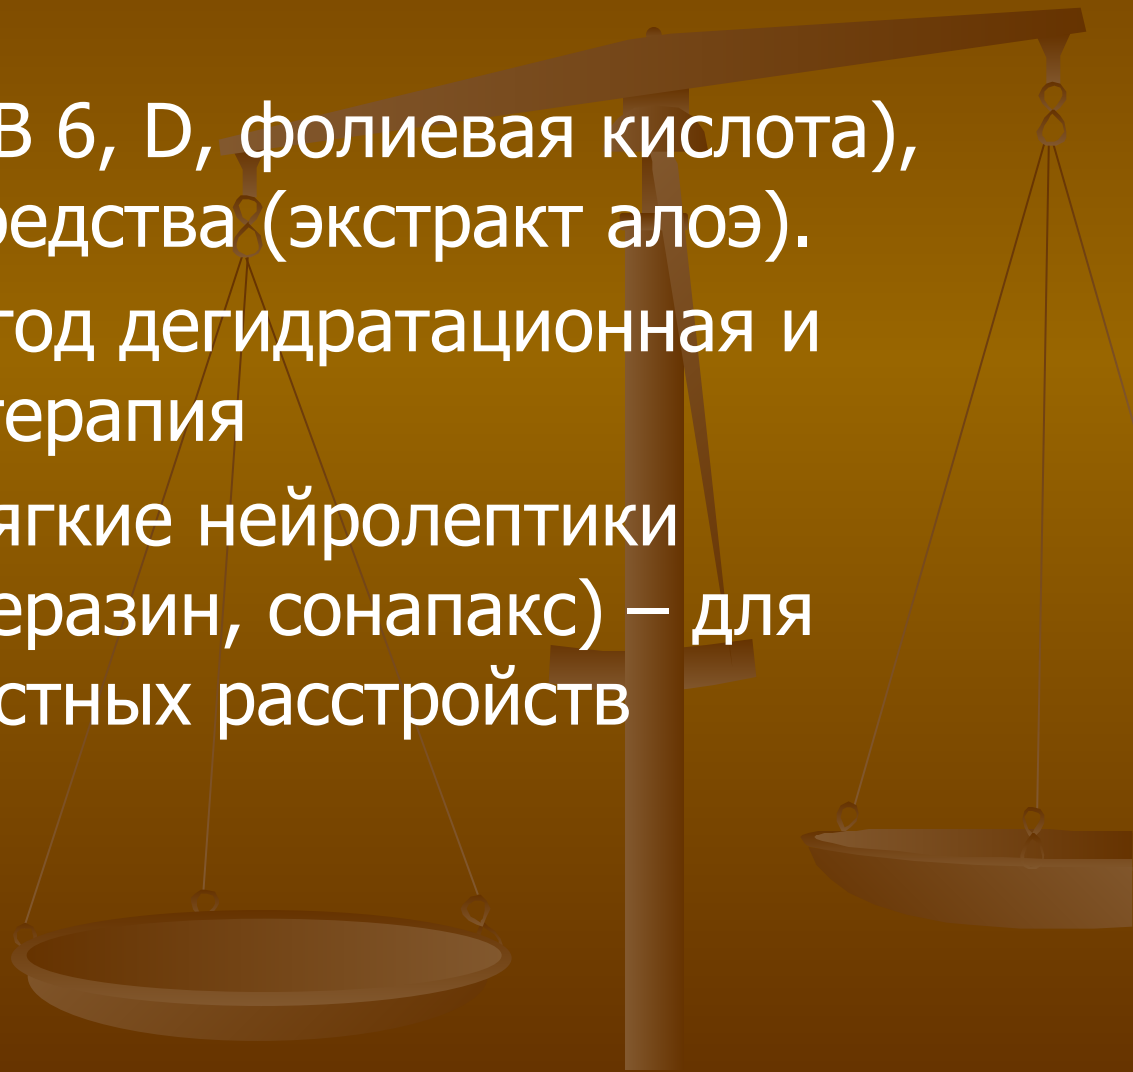 В 6, D, фолиевая кислота),
редства (экстракт алоэ).
год дегидратационная и
терапия
ягкие нейролептики
еразин, сонапакс) – для
стных расстройств